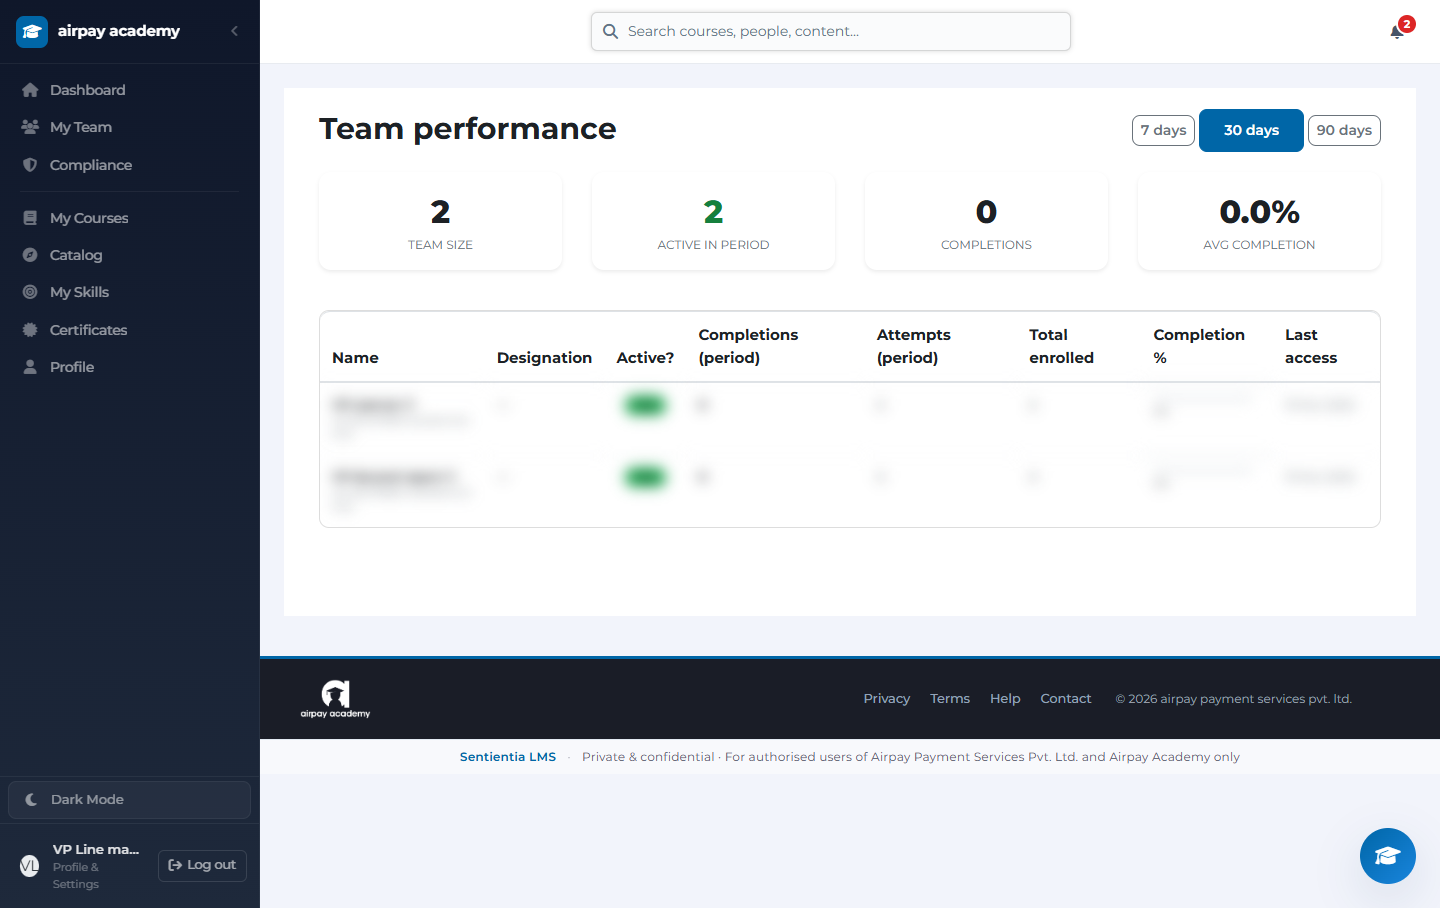 airpay academy
Search courses, people, content...
2
Dashboard
My Team
Compliance
My Courses
Catalog
My Skills
Certificates
Profile
Team performance
7 days
30 days
90 days
2
TEAM SIZE
2
ACTIVE IN PERIOD
0
COMPLETIONS
0.0%
AVG COMPLETION
Name
Designation
Active?
Completions (period)
Attempts (period)
Total enrolled
Completion %
Last access
airpay academy
Privacy
Terms
Help
Contact
© 2026 airpay payment services pvt. ltd.
Sentientia LMS · Private & confidential · For authorised users of Airpay Payment Services Pvt. Ltd. and Airpay Academy only
Dark Mode
VL
VP Line ma...
Profile & Settings
Log out